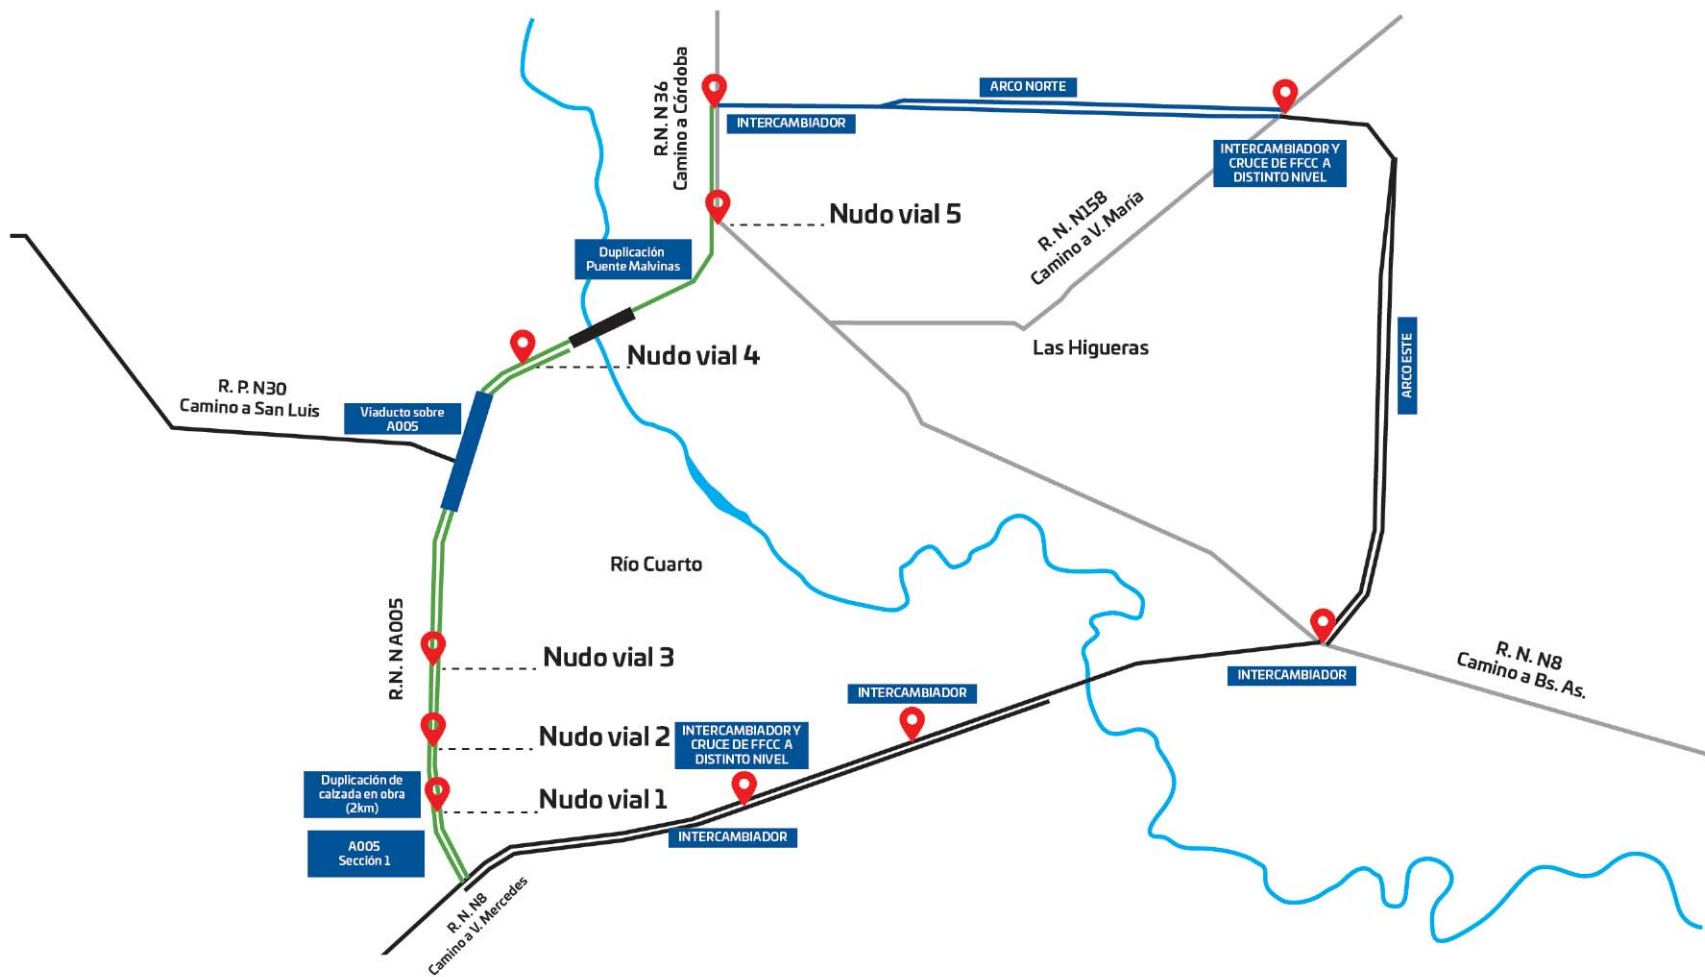 R.N. N 36
Camino a Córdoba
ARCO NORTE
INTERCAMBIADOR
INTERCAMBIADOR Y
CRUCE DE FFCC A
DISTINTO NIVEL
Nudo vial 5
R. N. N158
Camino a V. María
Duplicación
Puente Malvinas
Nudo vial 4
Las Higueras
ARCO ESTE
R. P. N30
Camino a San Luis
Viaducto sobre
A005
Río Cuarto
R.N. N A005
Nudo vial 3
R. N. N8
Camino a Bs. As.
INTERCAMBIADOR
INTERCAMBIADOR
Nudo vial 2
INTERCAMBIADOR Y
CRUCE DE FFCC A
DISTINTO NIVEL
Duplicación de
calzada en obra
(2km)
Nudo vial 1
INTERCAMBIADOR
A005
Sección 1
R. N. N8
Camino a V. Mercedes